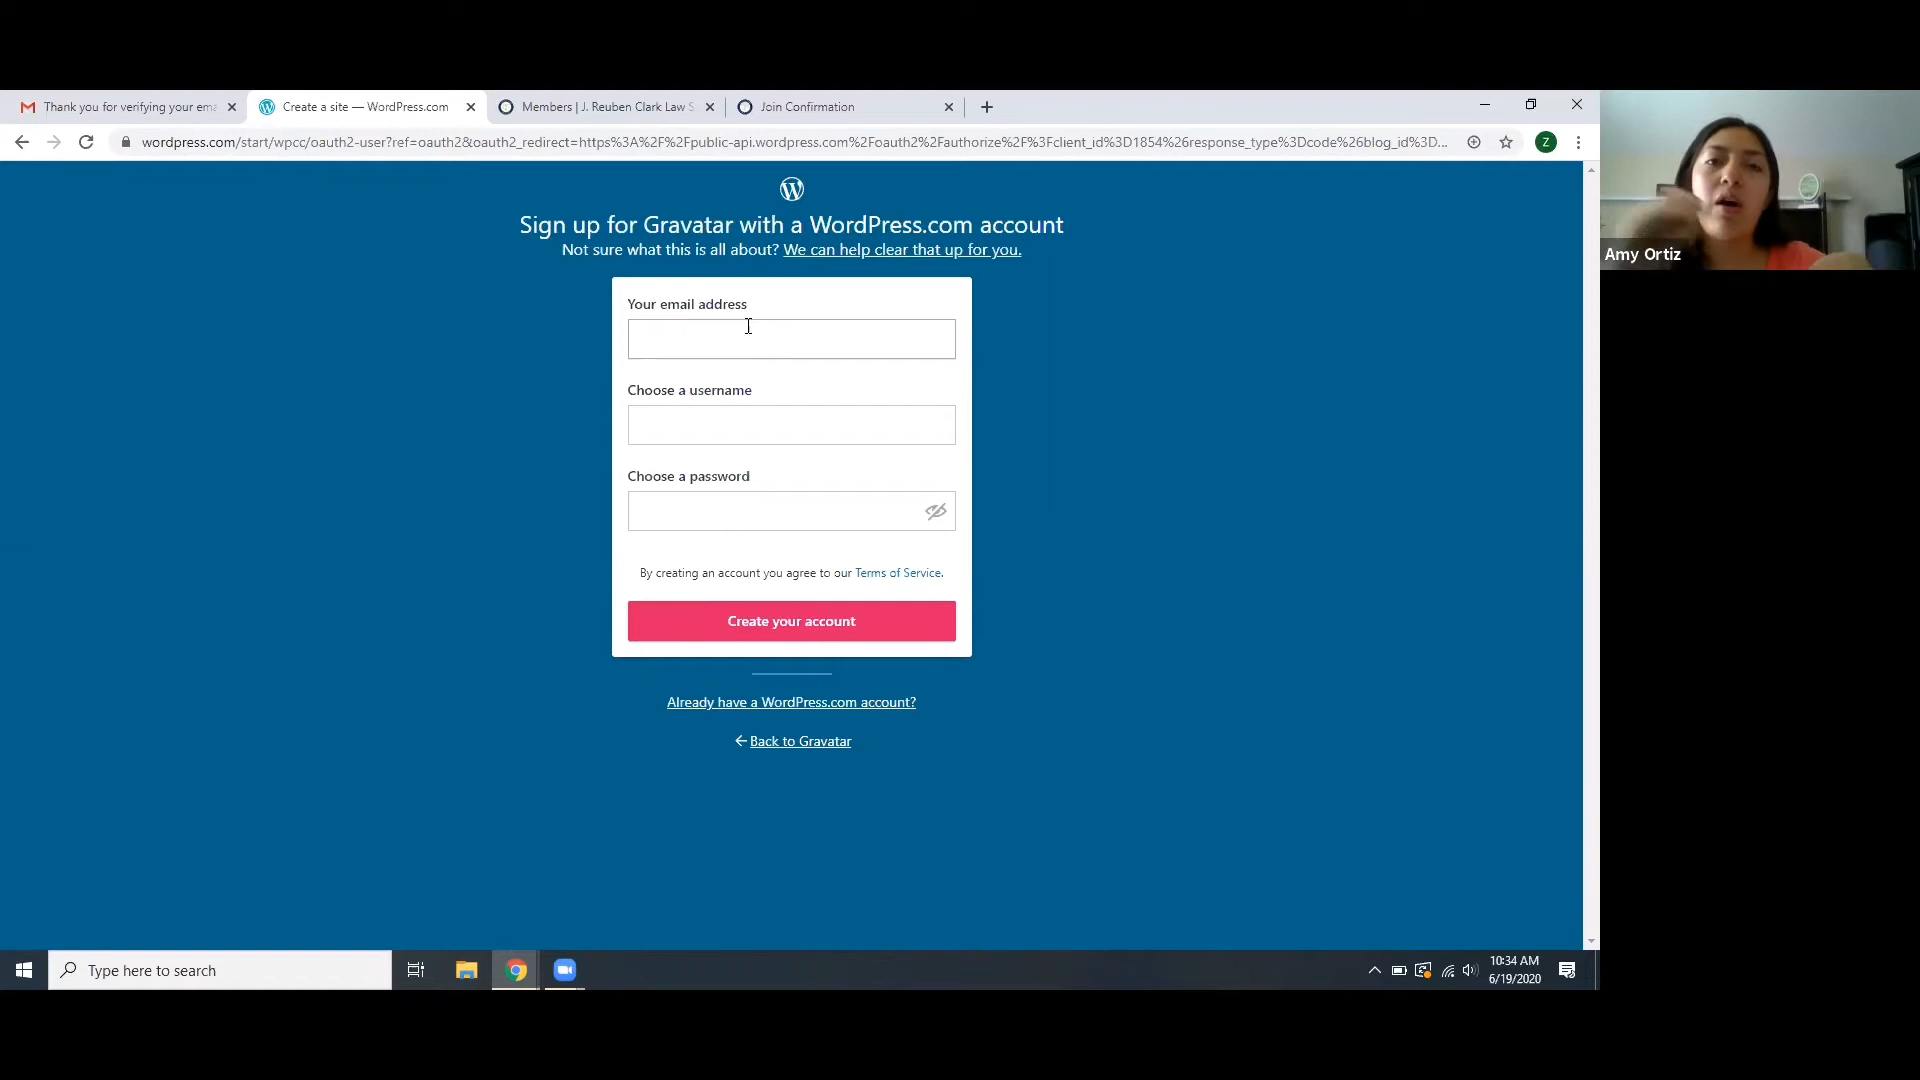 Thank you for verifying your ema
Create a site — WordPress.com
Members | J. Reuben Clark Law S
Join Confirmation
wordpress.com/start/wpcc/oauth2-user?ref=oauth2&oauth2_redirect=https%3A%2F%2Fpublic-api.wordpress.com%2Foauth2%2Fauthorize%2F%3Fclient_id%3D1854%26response_type%3Dcode%26blog_id%3D...
Z
Sign up for Gravatar with a WordPress.com account
Not sure what this is all about? We can help clear that up for you.
Amy Ortiz
Your email address
Choose a username
Choose a password
By creating an account you agree to our Terms of Service.
Create your account
Already have a WordPress.com account?
Back to Gravatar
Type here to search
10:34 AM
6/19/2020